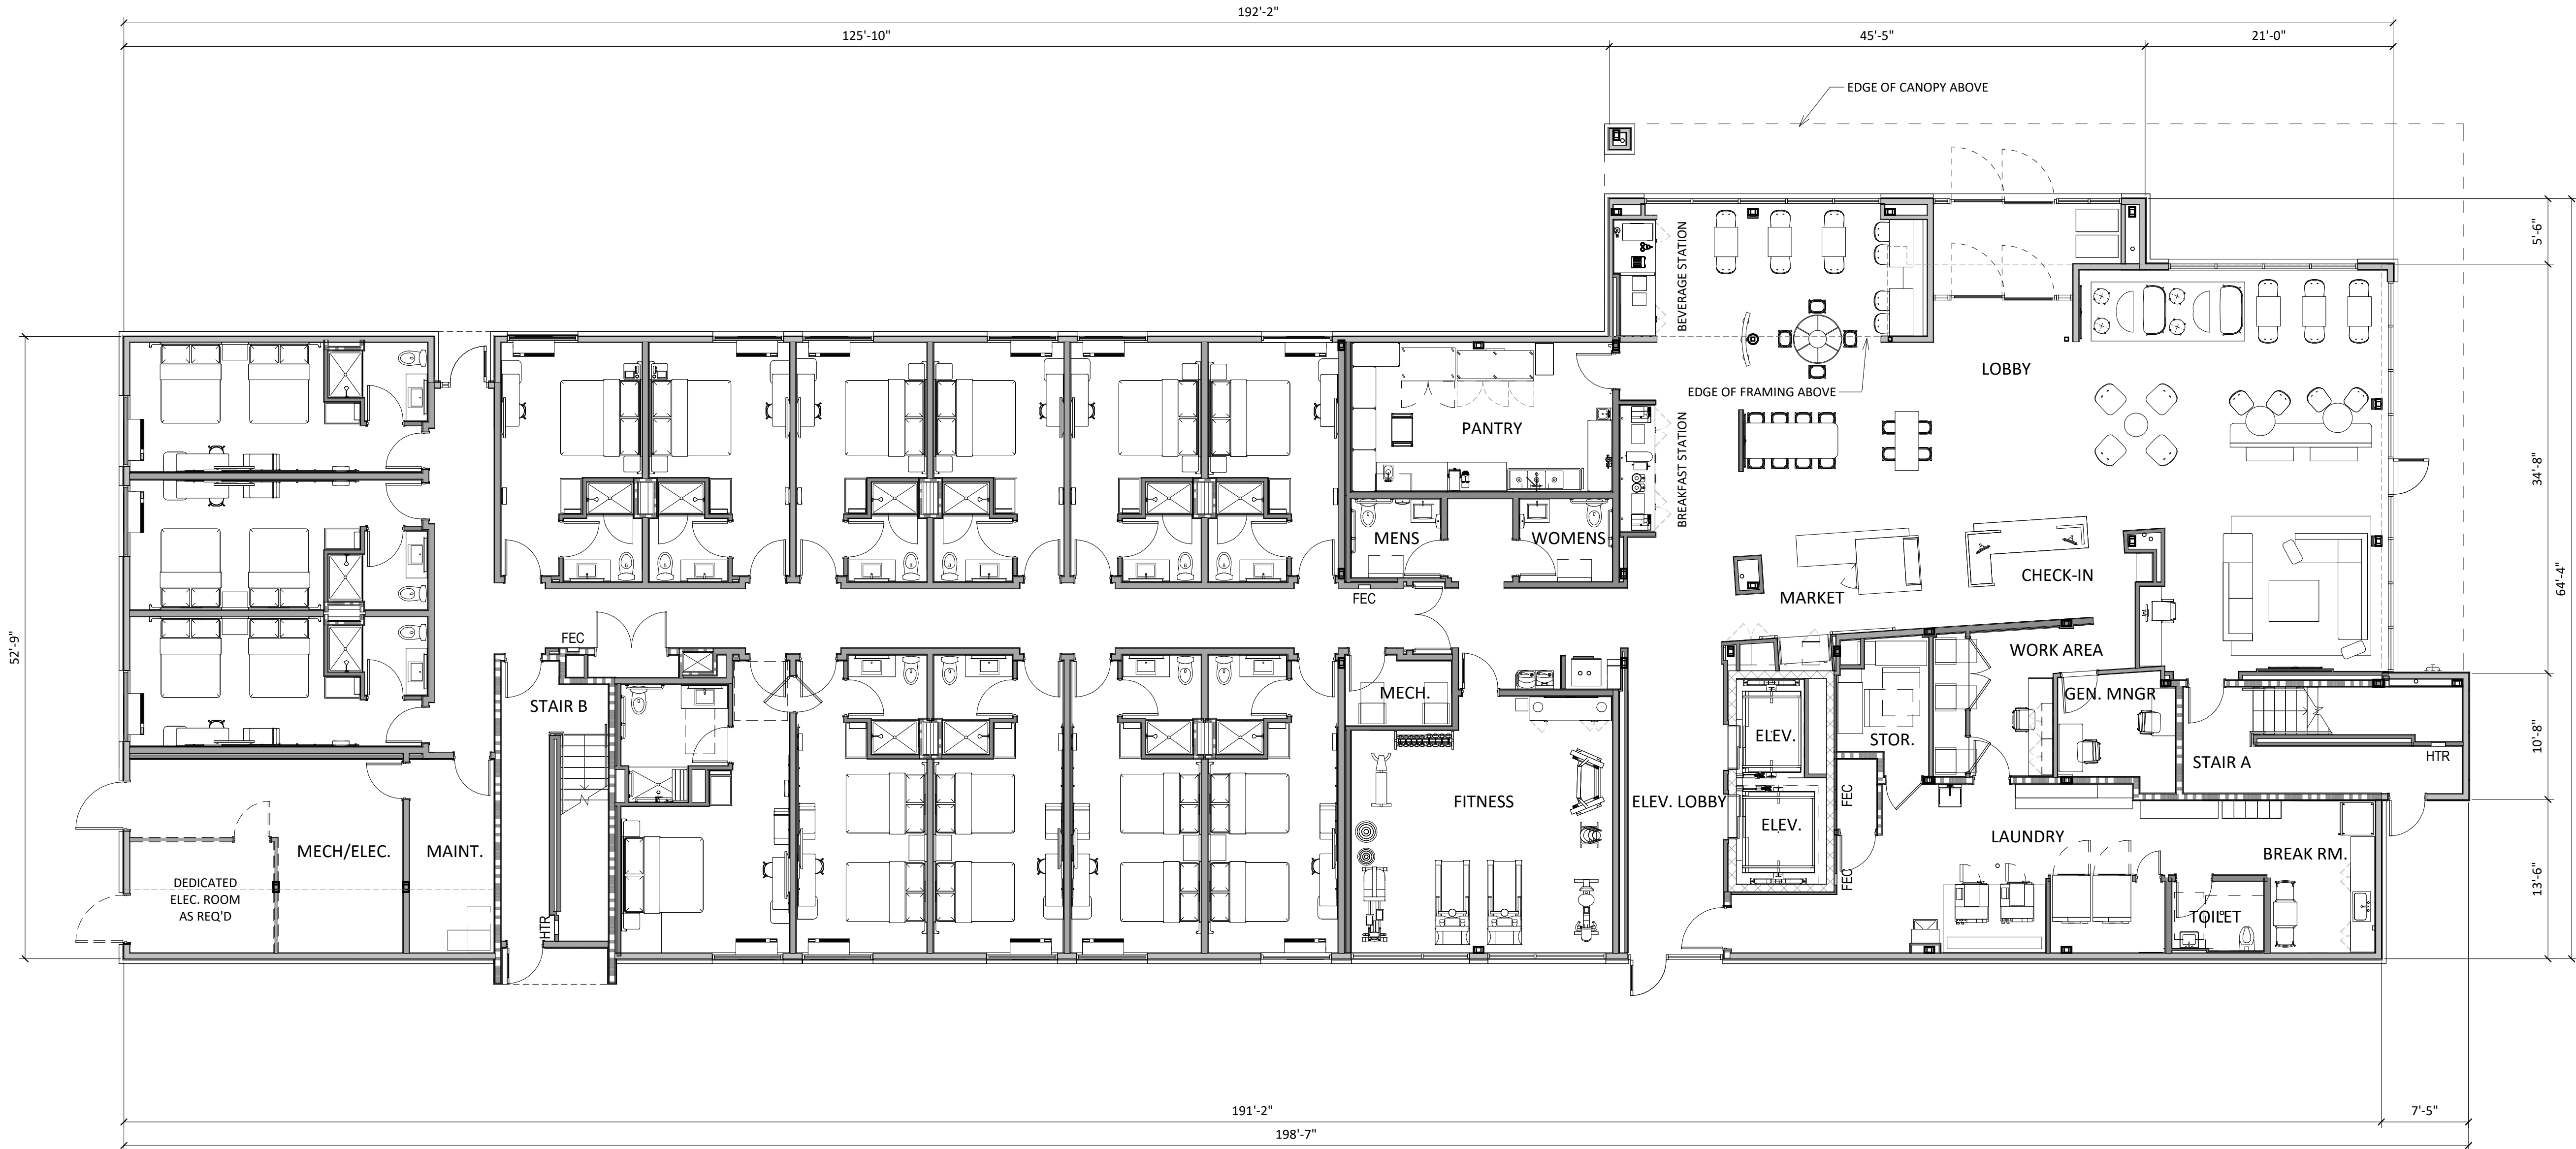 192'-2"
125'-10"
45'-5"
21'-0"
EDGE OF CANOPY ABOVE
5'-6"
BEVERAGE STATION
LOBBY
EDGE OF FRAMING ABOVE
PANTRY
BREAKFAST STATION
34'-8"
MENS
WOMENS
CHECK-IN
64'-4"
MARKET
FEC
FEC
52'-9"
WORK AREA
MECH.
GEN. MNGR
STAIR B
ELEV.
STOR.
10'-8"
STAIR A
HTR
FITNESS
ELEV. LOBBY
FEC
ELEV.
LAUNDRY
MECH/ELEC.
MAINT.
BREAK RM.
FEC
DEDICATED
ELEC. ROOM
AS REQ'D
13'-6"
TOILET
HTR
191'-2"
7'-5"
198'-7"